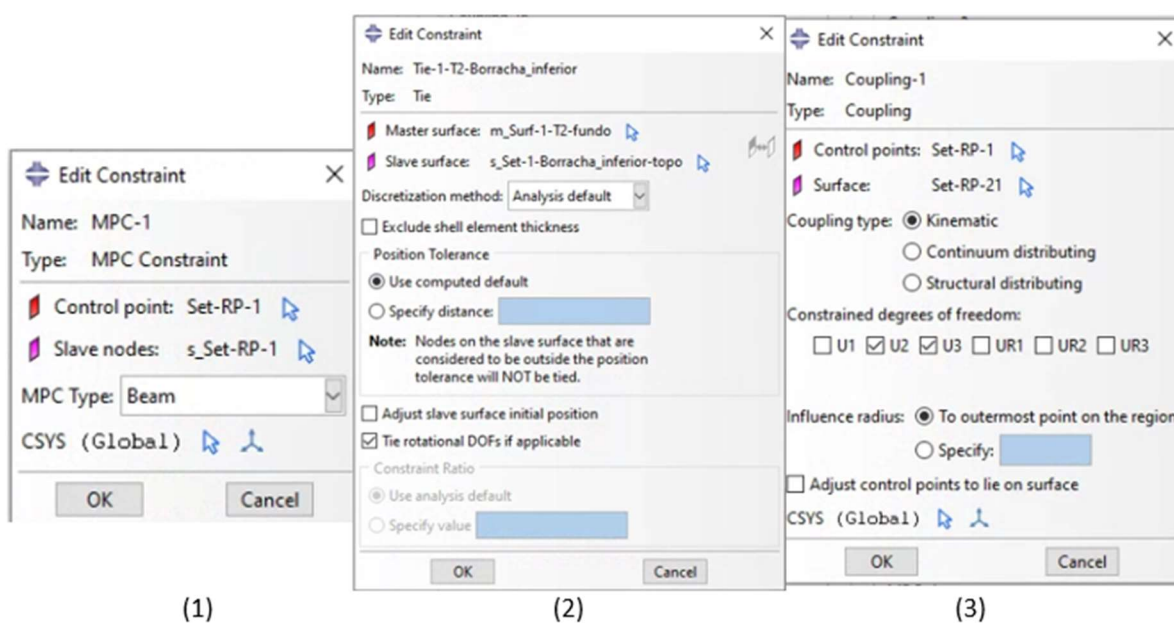 Edit Constraint
Name: MPC-1
Type: MPC Constraint
Control point: Set-RP-1
Slave nodes: s_Set-RP-1
MPC Type: Beam
CSYS (Global)
OK Cancel
(1)
Edit Constraint
Name: Tie-1-T2-Borracha_inferior
Type: Tie
Master surface: m_Surf-1-T2-fundo
Slave surface: s_Set-1-Borracha_inferior-topo
Discretization method: Analysis default
Exclude shell element thickness
Position Tolerance
Use computed default
Specify distance:
Note: Nodes on the slave surface that are
considered to be outside the position
tolerance will NOT be tied.
Adjust slave surface initial position
Tie rotational DOFs if applicable
Constraint Ratio
Use analysis default
Specify value
OK Cancel
(2)
Edit Constraint
Name: Coupling-1
Type: Coupling
Control points: Set-RP-1
Surface: Set-RP-21
Coupling type: Kinematic
Continuum distributing
Structural distributing
Constrained degrees of freedom:
U1 U2 U3 UR1 UR2 UR3
Influence radius: To outermost point on the region
Specify:
Adjust control points to lie on surface
CSYS (Global)
OK Cancel
(3)